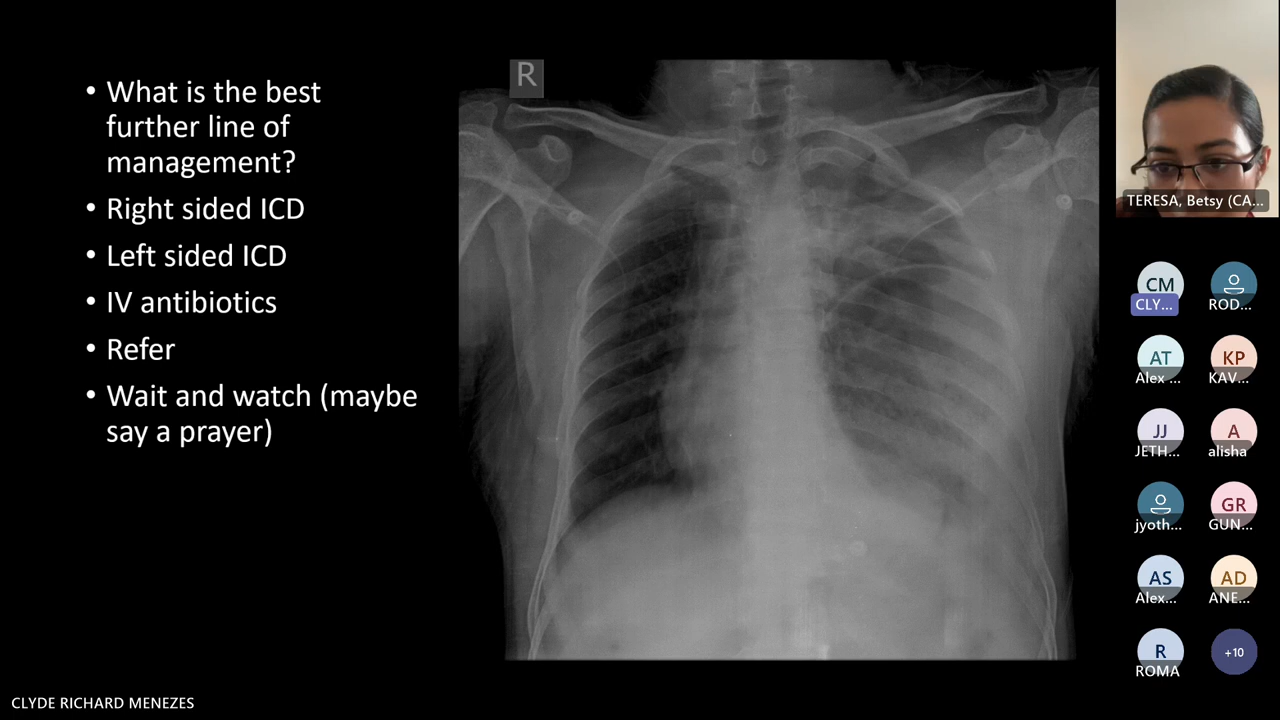 • What is the best
further line of
management?
• Right sided ICD
• Left sided ICD
• IV antibiotics
• Refer
• Wait and watch (maybe
say a prayer)
R
TERESA, Betsy (CA...
CM
CLY...
ROD...
AT
Alex ...
KP
KAV...
JJ
JETH...
A
alisha
jyoth...
GR
GUN...
AS
Alex...
AD
ANE...
R
ROMA
+10
CLYDE RICHARD MENEZES